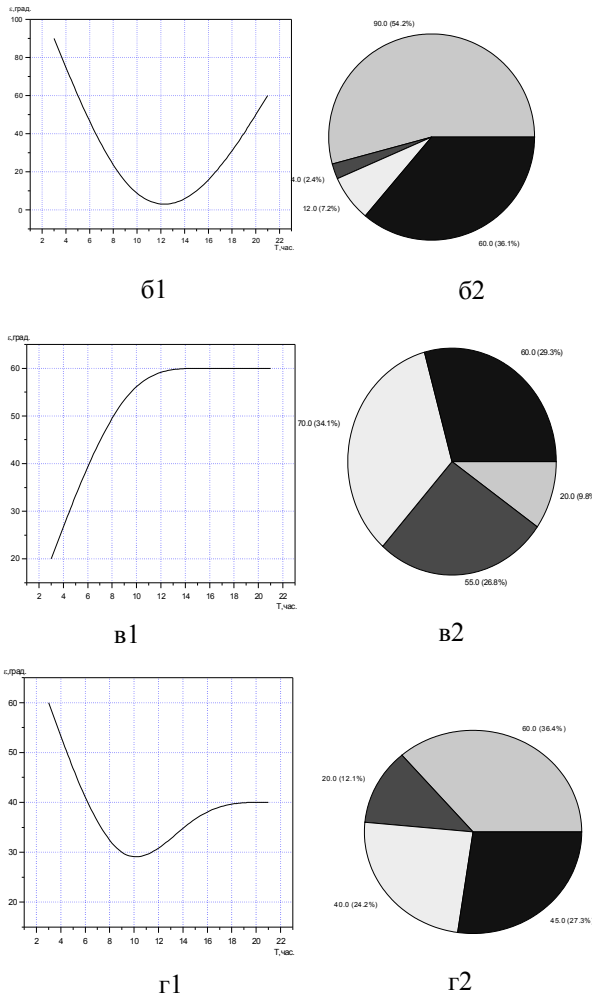 ε,град.
100
80
60
40
20
0
2 4 6 8 10 12 14 16 18 20 22
T,час.
90.0 (54.2%)
4.0 (2.4%)
12.0 (7.2%)
60.0 (36.1%)
б1
б2
ε,град.
60
50
40
30
20
2 4 6 8 10 12 14 16 18 20 22
T,час.
60.0 (29.3%)
70.0 (34.1%)
20.0 (9.8%
55.0 (26.8%)
в1
в2
ε,град.
60
50
40
30
20
2 4 6 8 10 12 14 16 18 20 22
T,час.
60.0 (36.4%)
20.0 (12.1%)
40.0 (24.2%)
45.0 (27.3%
г1
г2